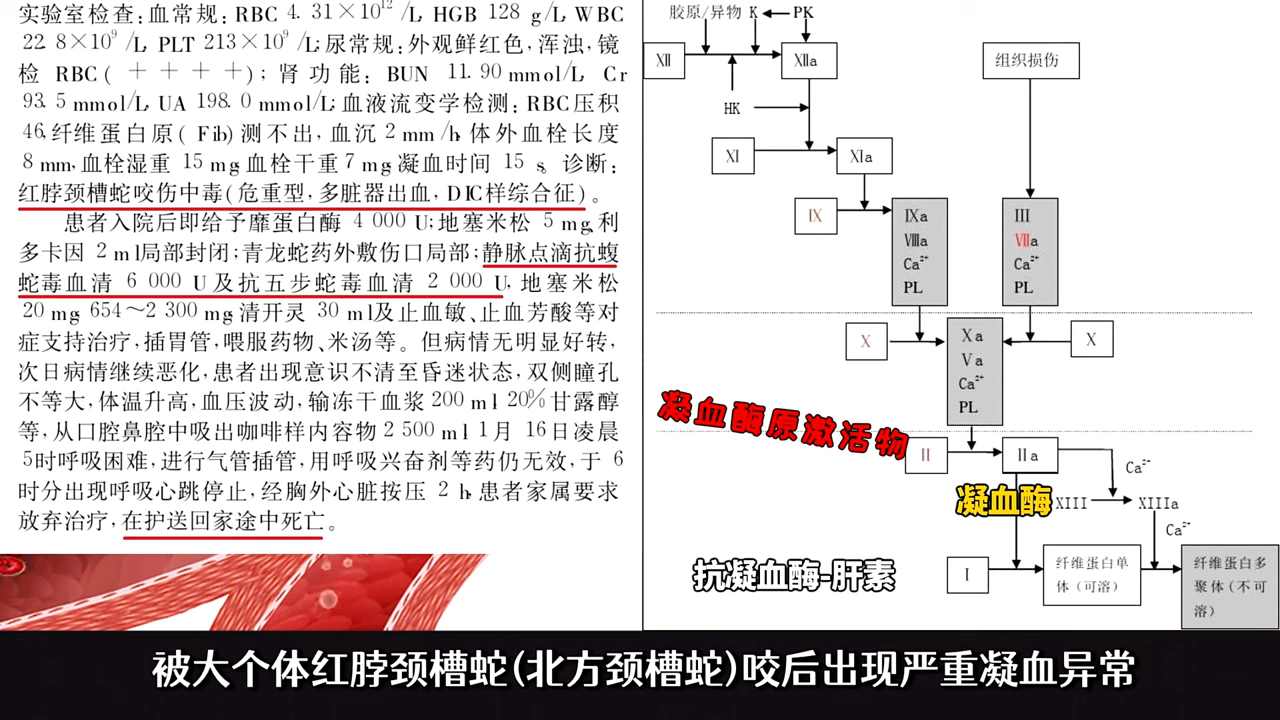 实验室检查:血常规:RBC 4. 31×10¹² /L, HGB 128 g/L, WBC
22. 8×10⁹ /L, PLT 213×10⁹ /L;尿常规:外观鲜红色,浑浊,镜
检 RBC(＋＋＋＋);肾功能: BUN 11. 90 mmol/L, Cr
93. 5 mmol/L, UA 198. 0 mmol/L;血液流变学检测:RBC压积
46,纤维蛋白原( Fib)测不出,血沉 2 mm /h,体外血栓长度
8 mm,血栓湿重 15 mg,血栓干重 7 mg,凝血时间 15 s。诊断:
红脖颈槽蛇咬伤中毒(危重型,多脏器出血, DIC样综合征)。
患者入院后即给予靡蛋白酶 4 000 U;地塞米松 5 mg,利
多卡因 2 ml局部封闭;青龙蛇药外敷伤口局部;静脉点滴抗蝮
蛇毒血清 6 000 U及抗五步蛇毒血清 2 000 U,地塞米松
20 mg, 654～2 300 mg,清开灵 30 ml及止血敏、止血芳酸等对
症支持治疗,插胃管,喂服药物、米汤等。但病情无明显好转,
次日病情继续恶化,患者出现意识不清至昏迷状态,双侧瞳孔
不等大,体温升高,血压波动,输冻干血浆 200 ml, 20%甘露醇
等,从口腔鼻腔中吸出咖啡样内容物 2 500 ml, 1月 16日凌晨
5时呼吸困难,进行气管插管,用呼吸兴奋剂等药仍无效,于 6
时分出现呼吸心跳停止,经胸外心脏按压 2 h,患者家属要求
放弃治疗,在护送回家途中死亡。
胶原/异物 K PK
XII XIIa 组织损伤
HK
XI XIa
IX IXa III
VIIIa VIIa
Ca²⁺ Ca²⁺
PL PL
X Xa X
Va
Ca²⁺
PL
凝血酶原激活物
II IIa Ca²⁺
凝血酶 XIII XIIIa
Ca²⁺
抗凝血酶-肝素
I 纤维蛋白单 纤维蛋白多
体(可溶) 聚体(不可
溶)
被大个体红脖颈槽蛇(北方颈槽蛇)咬后出现严重凝血异常